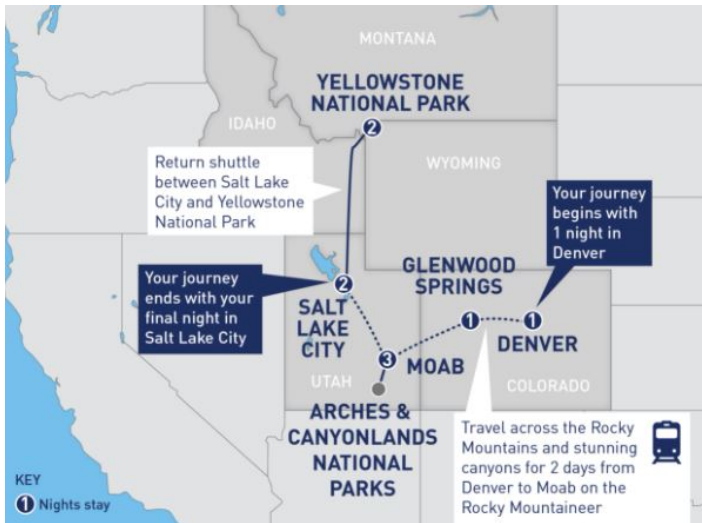 MONTANA
YELLOWSTONE
NATIONAL PARK
IDAHO
2
WYOMING
Return shuttle
between Salt Lake
City and Yellowstone
National Park
Your journey
begins with
1 night in
Denver
Your journey
ends with your
final night in
Salt Lake City
2
SALT
LAKE
CITY
GLENWOOD
SPRINGS
1
1
DENVER
3
MOAB
UTAH
COLORADO
ARCHES &
CANYONLANDS
NATIONAL
PARKS
Travel across the Rocky
Mountains and stunning
canyons for 2 days from
Denver to Moab on the
Rocky Mountaineer
KEY
1 Nights stay